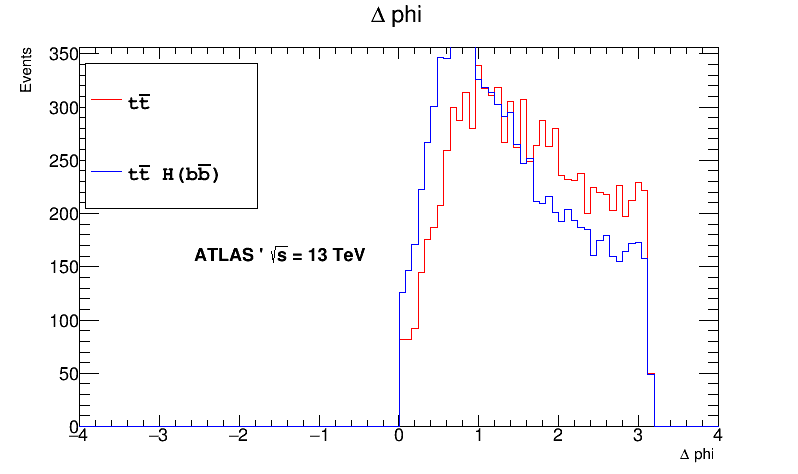 Δ phi
Events
350
300
250
200
150
100
50
0
tt̅
tt̅ H(bb̅)
ATLAS ' √s = 13 TeV
−4 −3 −2 −1 0 1 2 3 4
Δ phi